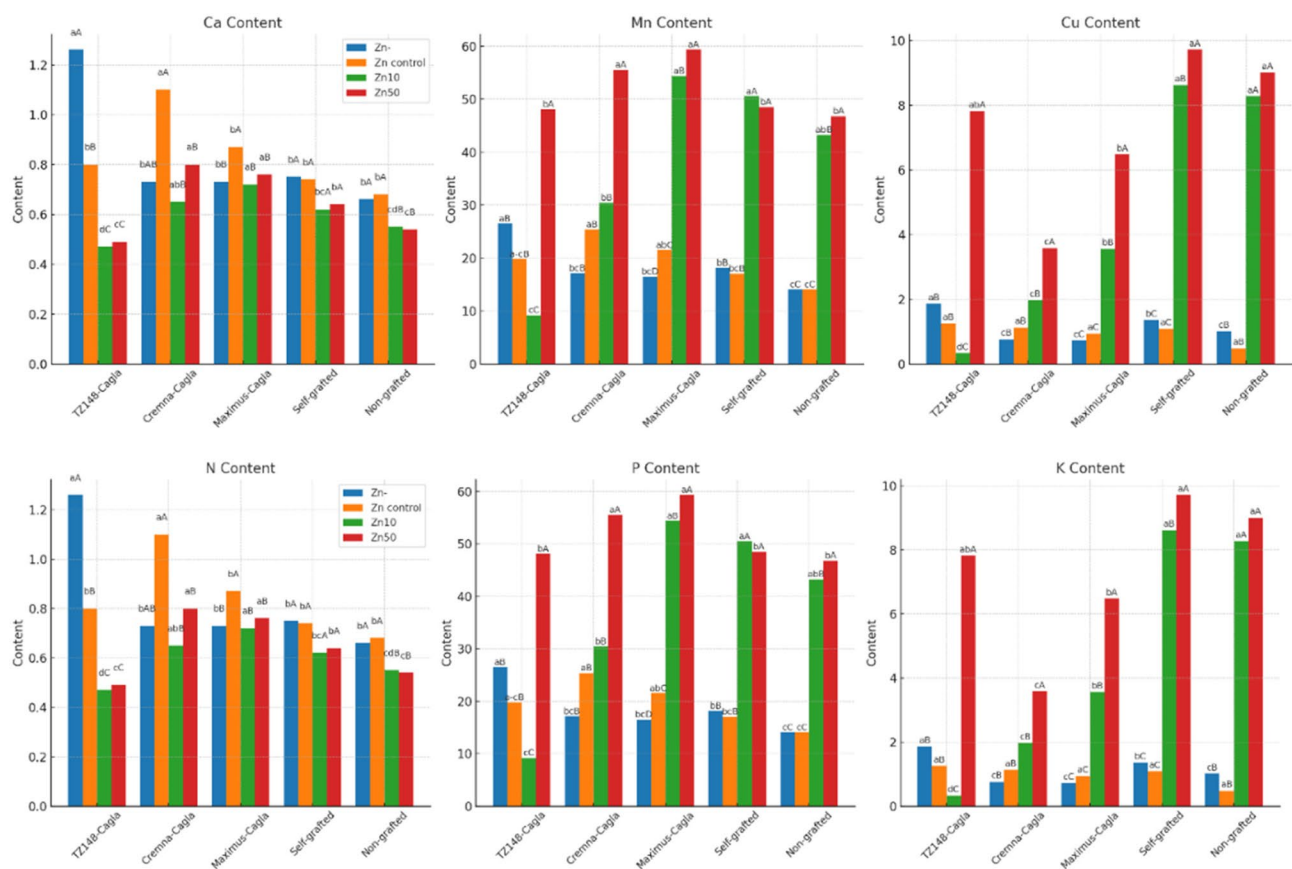 Ca Content
Content
1.2
1.0
0.8
0.6
0.4
0.2
0.0
Zn-
Zn control
Zn10
Zn50
aA
bB
dC
cC
bAB
aA
abB
aB
bB
bA
aB
aB
bA
bA
bcA
bA
bA
bA
cdB
cB
TZ148-Cagla
Cremna-Cagla
Maximus-Cagla
Self-grafted
Non-grafted
Mn Content
Content
60
50
40
30
20
10
0
aB
a-cB
cC
bA
bcB
aB
bB
aA
bcD
abC
aB
aA
bB
bcB
aA
bA
cC
cC
abB
bA
TZ148-Cagla
Cremna-Cagla
Maximus-Cagla
Self-grafted
Non-grafted
Cu Content
Content
10
8
6
4
2
0
aB
aB
dC
abA
cB
aB
cB
cA
cC
aC
bB
bA
bC
aC
aB
aA
cB
aB
aA
aA
TZ148-Cagla
Cremna-Cagla
Maximus-Cagla
Self-grafted
Non-grafted
N Content
Content
1.2
1.0
0.8
0.6
0.4
0.2
0.0
Zn-
Zn control
Zn10
Zn50
aA
bB
dC
cC
bAB
aA
abB
aB
bB
bA
aB
aB
bA
bA
bcA
bA
bA
bA
cdB
cB
TZ148-Cagla
Cremna-Cagla
Maximus-Cagla
Self-grafted
Non-grafted
P Content
Content
60
50
40
30
20
10
0
aB
a-cB
cC
bA
bcB
aB
bB
aA
bcD
abC
aB
aA
bB
bcB
aA
bA
cC
cC
abB
bA
TZ148-Cagla
Cremna-Cagla
Maximus-Cagla
Self-grafted
Non-grafted
K Content
Content
10
8
6
4
2
0
aB
aB
dC
abA
cB
aB
cB
cA
cC
aC
bB
bA
bC
aC
aB
aA
cB
aB
aA
aA
TZ148-Cagla
Cremna-Cagla
Maximus-Cagla
Self-grafted
Non-grafted